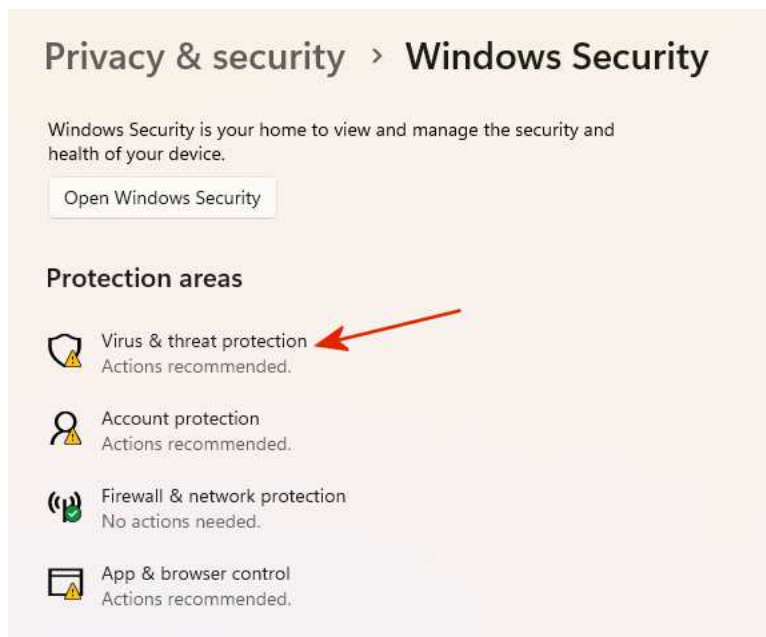 Privacy & security > Windows Security
Windows Security is your home to view and manage the security and
health of your device.
Open Windows Security
Protection areas
Virus & threat protection
Actions recommended.
Account protection
Actions recommended.
Firewall & network protection
No actions needed.
App & browser control
Actions recommended.